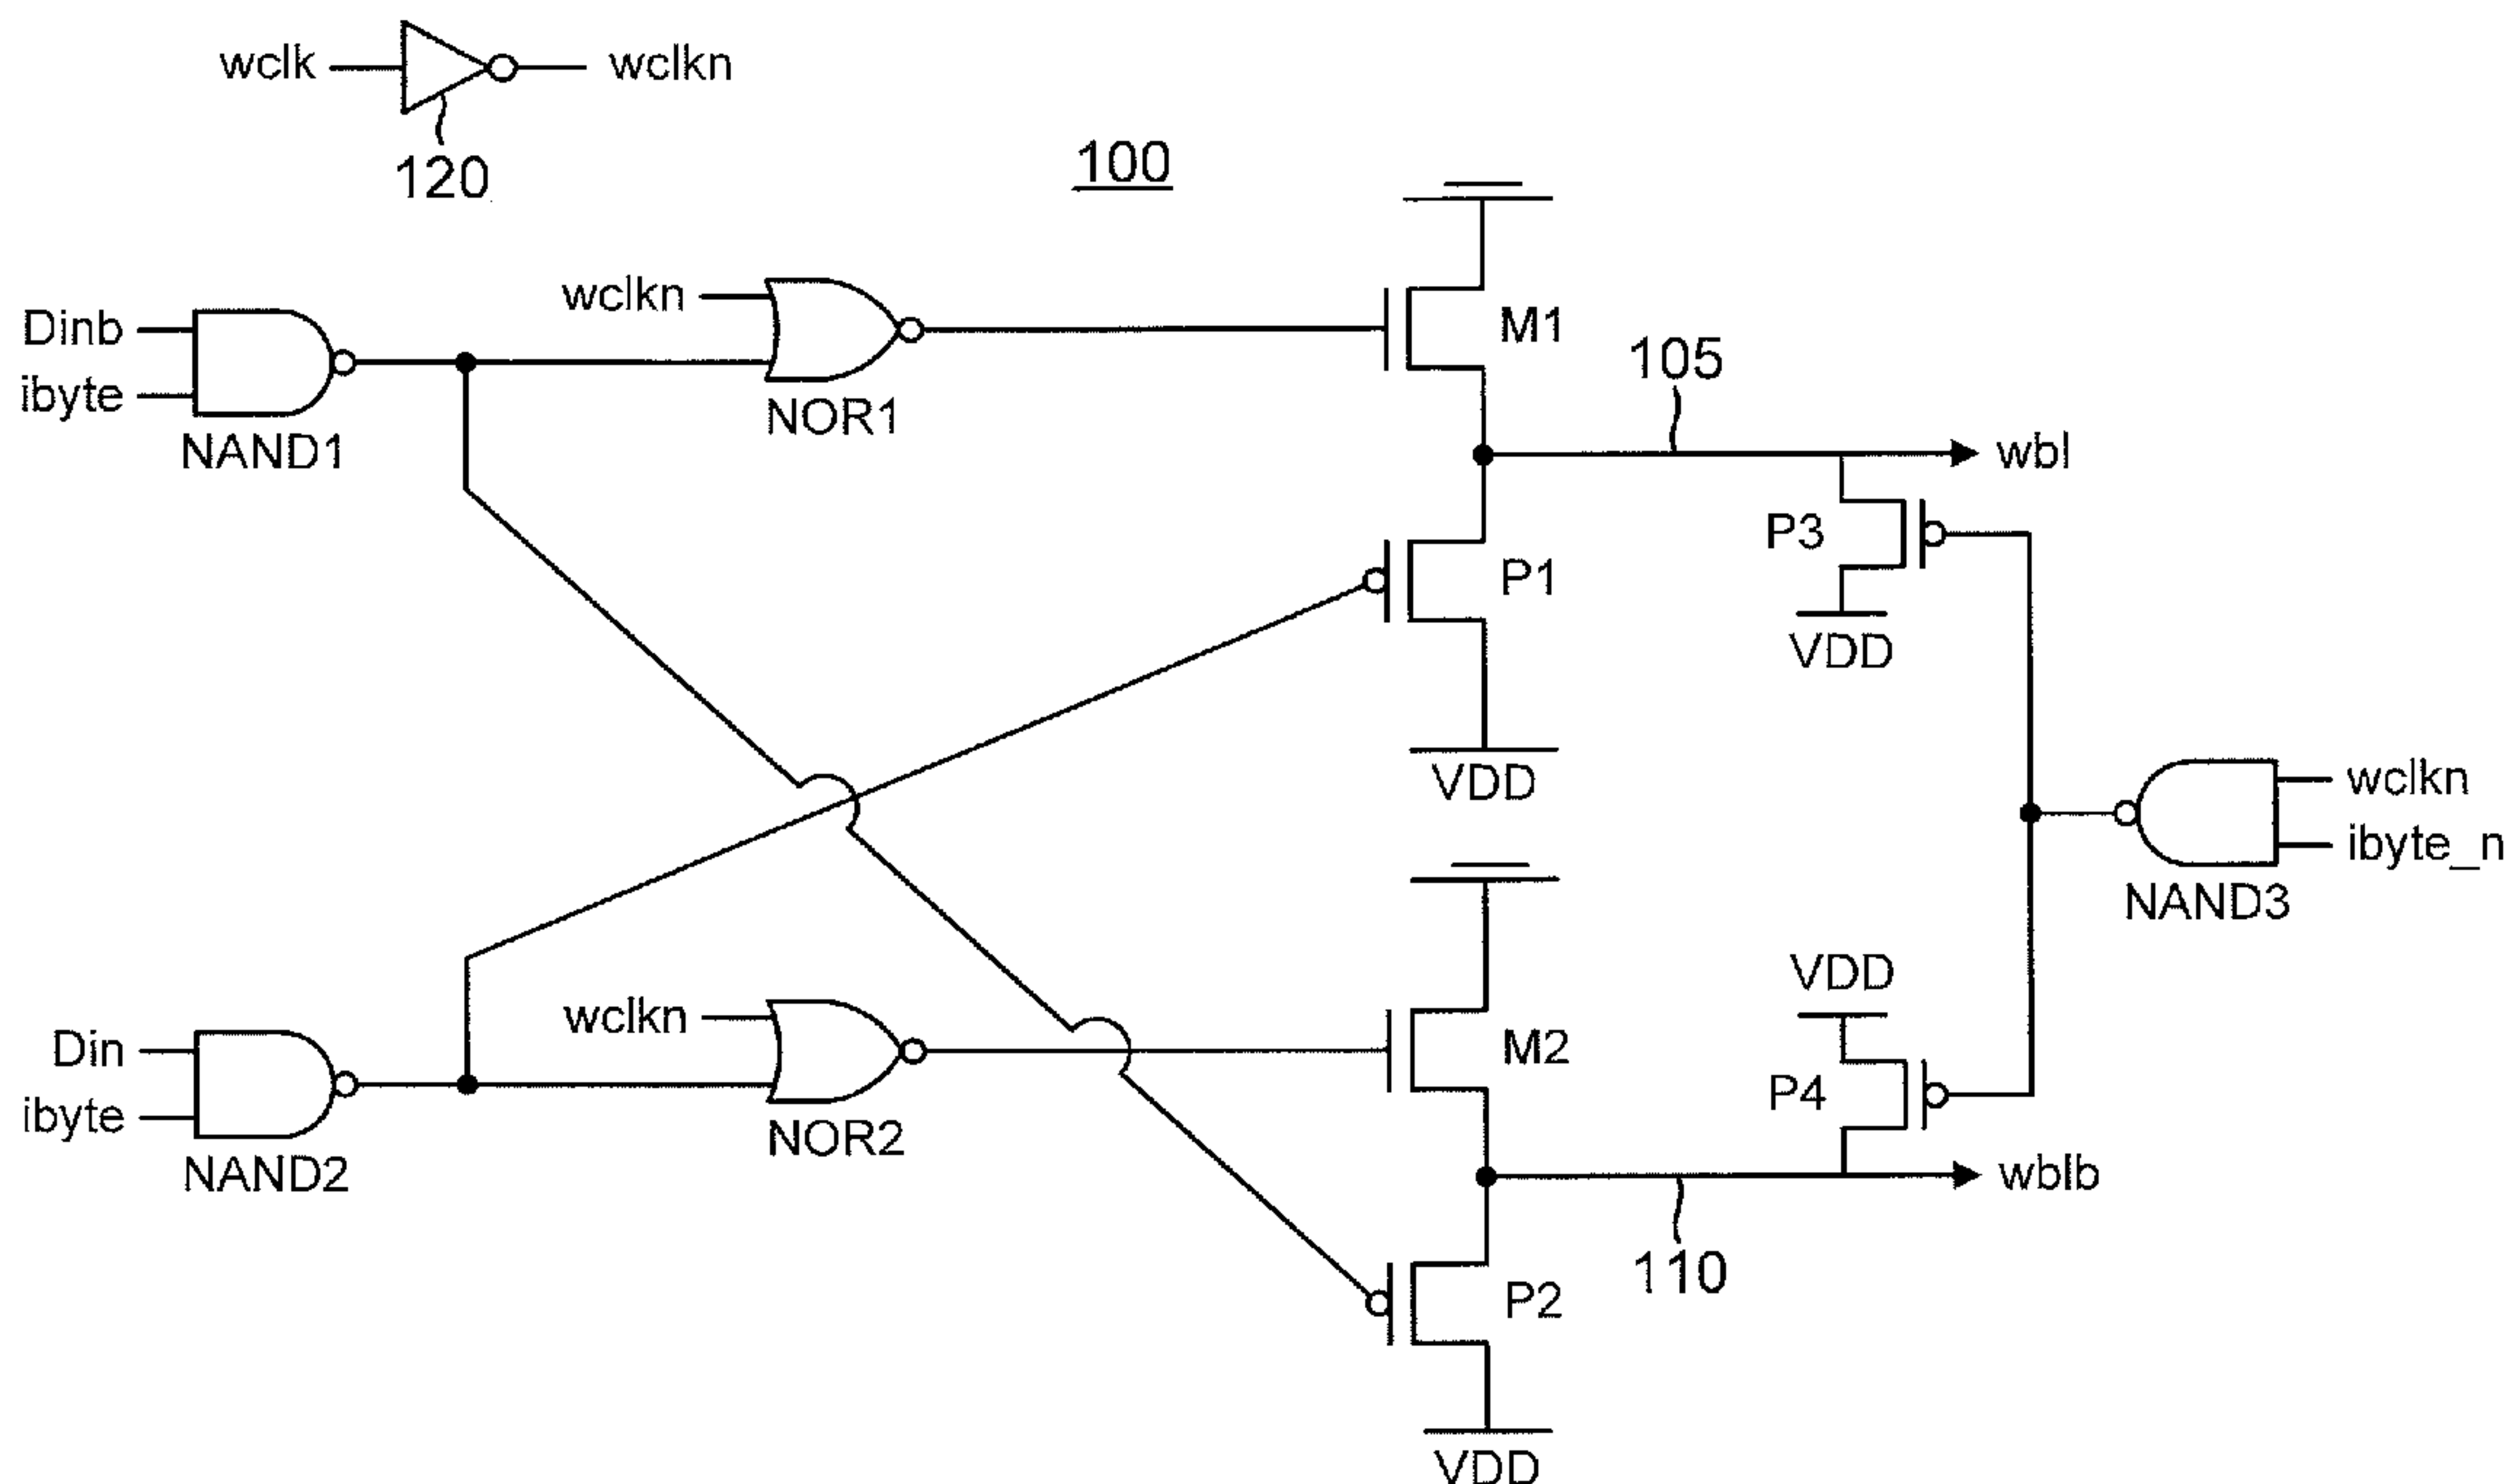 wclk
wclkn
120
100
wclkn
Dinb
ibyte
NAND1
NOR1
M1
105
wbl
P3
VDD
P1
VDD
wclkn
ibyte_n
NAND3
VDD
wclkn
Din
ibyte
NAND2
NOR2
M2
P4
wblb
110
P2
VDD